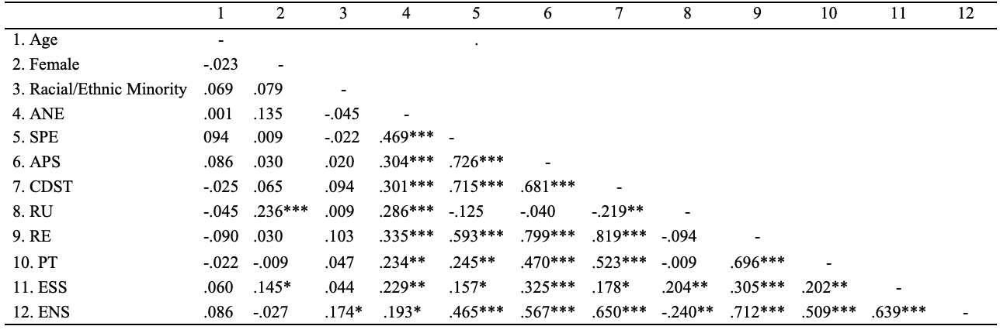 1 2 3 4 5 6 7 8 9 10 11 12
1. Age - .
2. Female -.023 -
3. Racial/Ethnic Minority .069 .079 -
4. ANE .001 .135 -.045 -
5. SPE 094 .009 -.022 .469*** -
6. APS .086 .030 .020 .304*** .726*** -
7. CDST -.025 .065 .094 .301*** .715*** .681*** -
8. RU -.045 .236*** .009 .286*** -.125 -.040 -.219** -
9. RE -.090 .030 .103 .335*** .593*** .799*** .819*** -.094 -
10. PT -.022 -.009 .047 .234** .245** .470*** .523*** -.009 .696*** -
11. ESS .060 .145* .044 .229** .157* .325*** .178* .204** .305*** .202** -
12. ENS .086 -.027 .174* .193* .465*** .567*** .650*** -.240** .712*** .509*** .639*** -